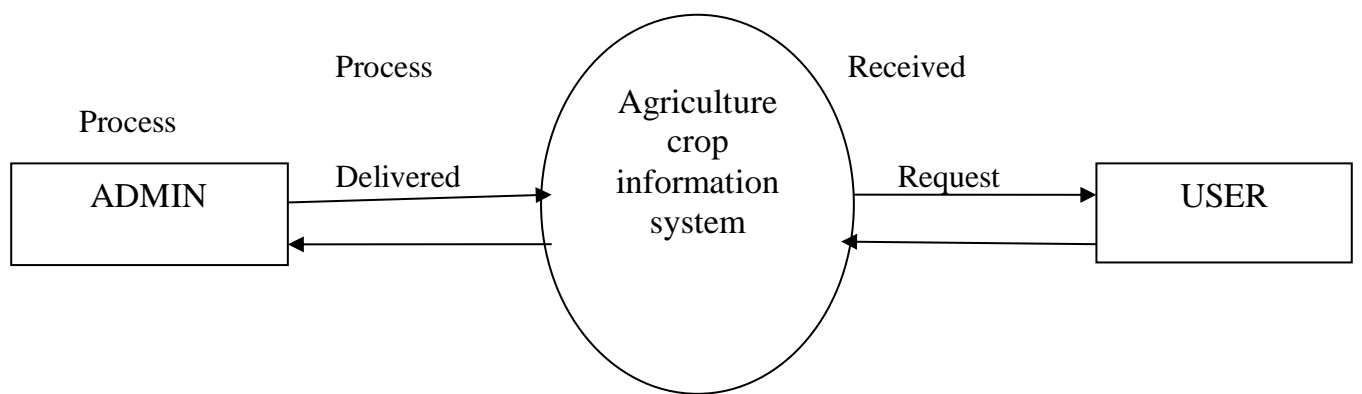 Process
Received
Process
Agriculture
crop
information
system
ADMIN
Delivered
Request
USER